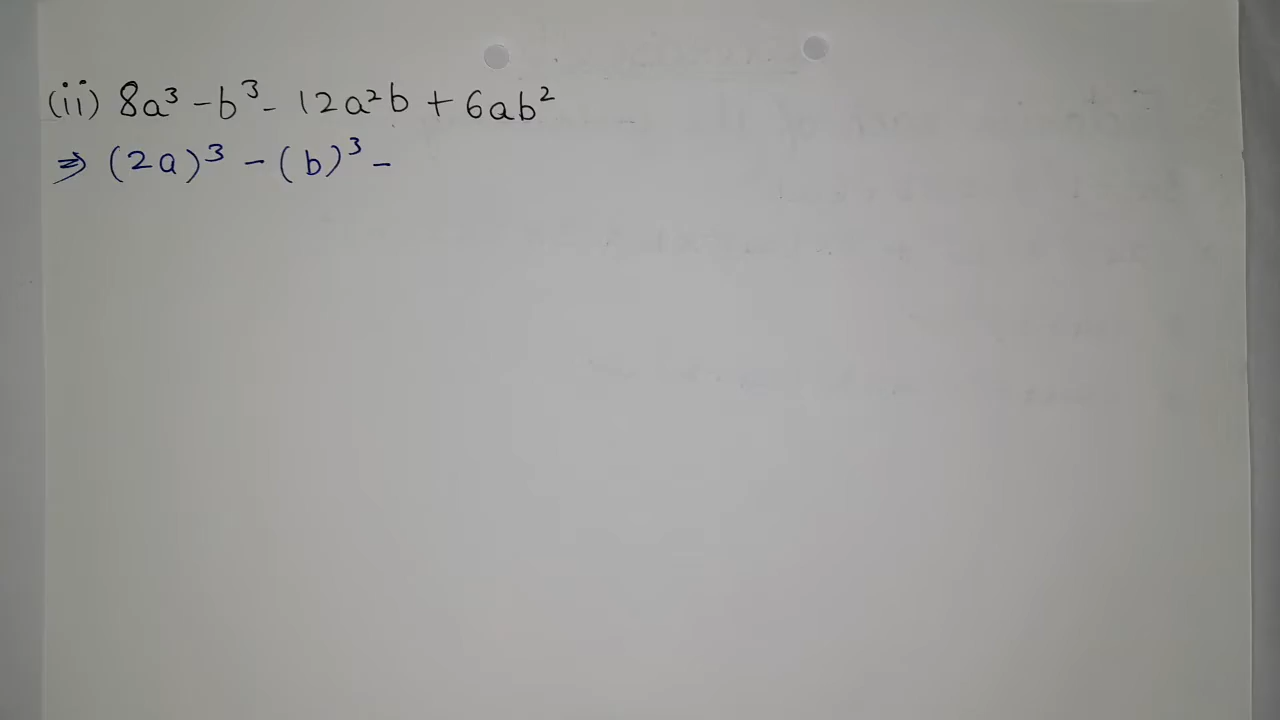 (ii) 8a³ - b³ - 12a²b + 6ab²
⇒ (2a)³ - (b)³ -